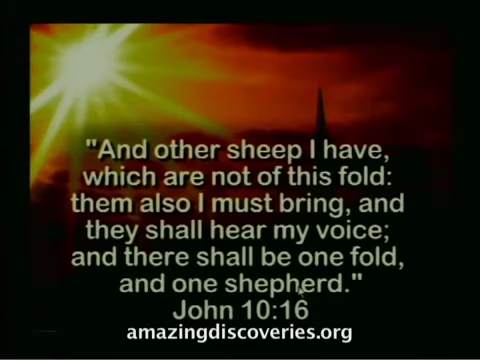 "And other sheep I have,
which are not of this fold:
them also I must bring, and
they shall hear my voice;
and there shall be one fold,
and one shepherd."
John 10:16
amazingdiscoveries.org